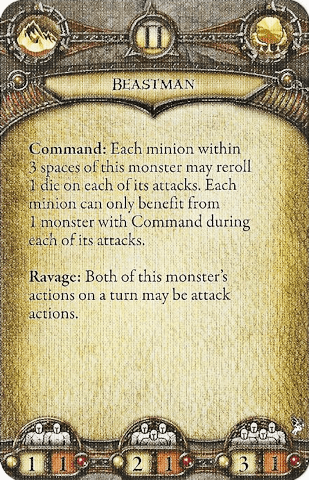 II
BEASTMAN
Command: Each minion within
3 spaces of this monster may reroll
1 die on each of its attacks. Each
minion can only benefit from
1 monster with Command during
each of its attacks.
Ravage: Both of this monster's
actions on a turn may be attack
actions.
1 1 2 1 3 1